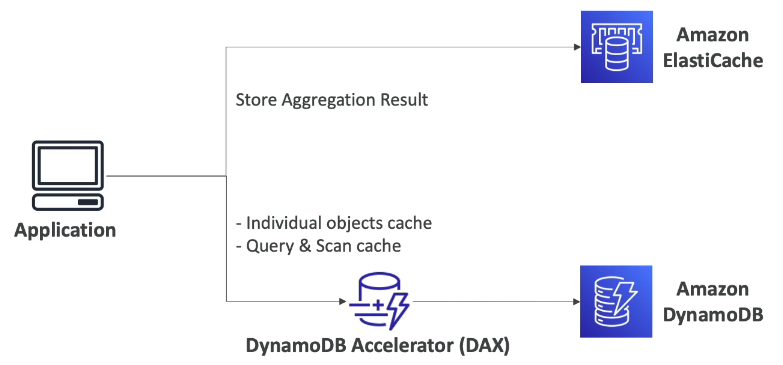 Amazon
ElastiCache
Store Aggregation Result
Application
- Individual objects cache
- Query & Scan cache
Amazon
DynamoDB
DynamoDB Accelerator (DAX)